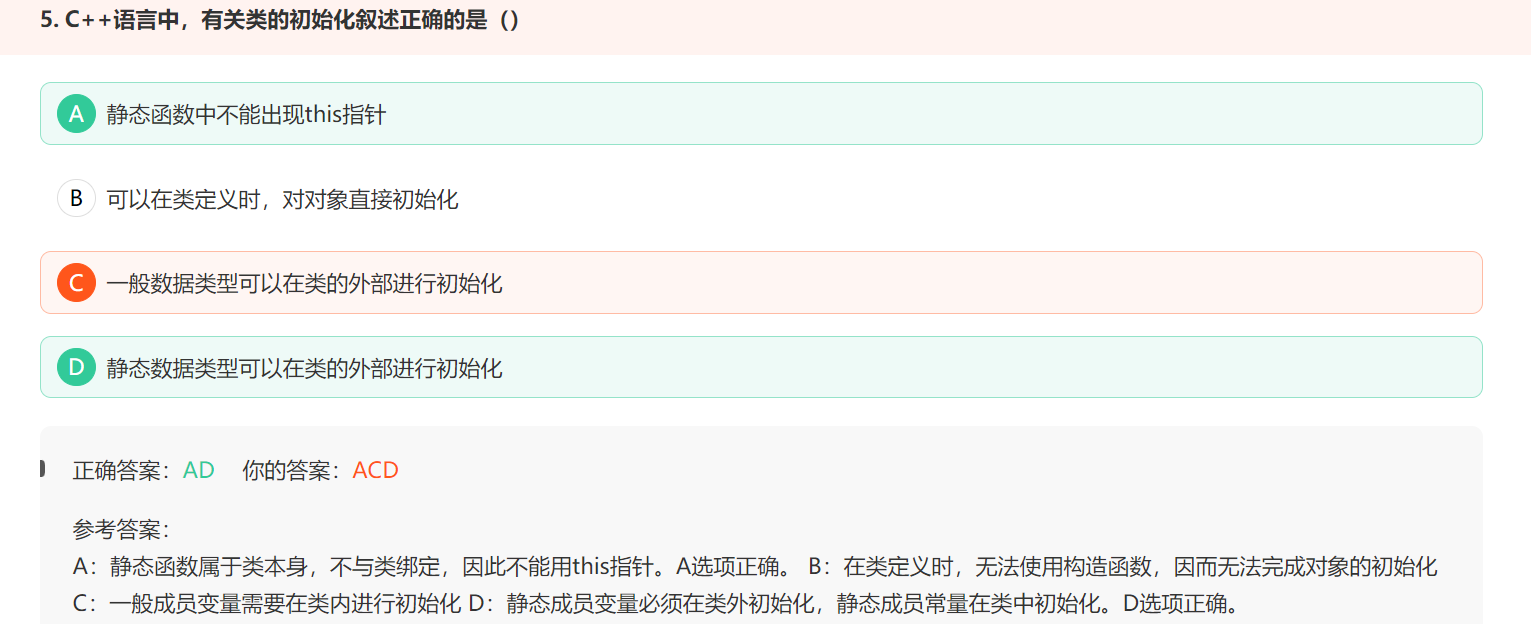 5. C++语言中，有关类的初始化叙述正确的是（）
A 静态函数中不能出现this指针
B 可以在类定义时，对对象直接初始化
C 一般数据类型可以在类的外部进行初始化
D 静态数据类型可以在类的外部进行初始化
正确答案：AD 你的答案：ACD
参考答案：
A：静态函数属于类本身，不与类绑定，因此不能用this指针。A选项正确。 B：在类定义时，无法使用构造函数，因而无法完成对象的初始化
C：一般成员变量需要在类内进行初始化 D：静态成员变量必须在类外初始化，静态成员常量在类中初始化。D选项正确。